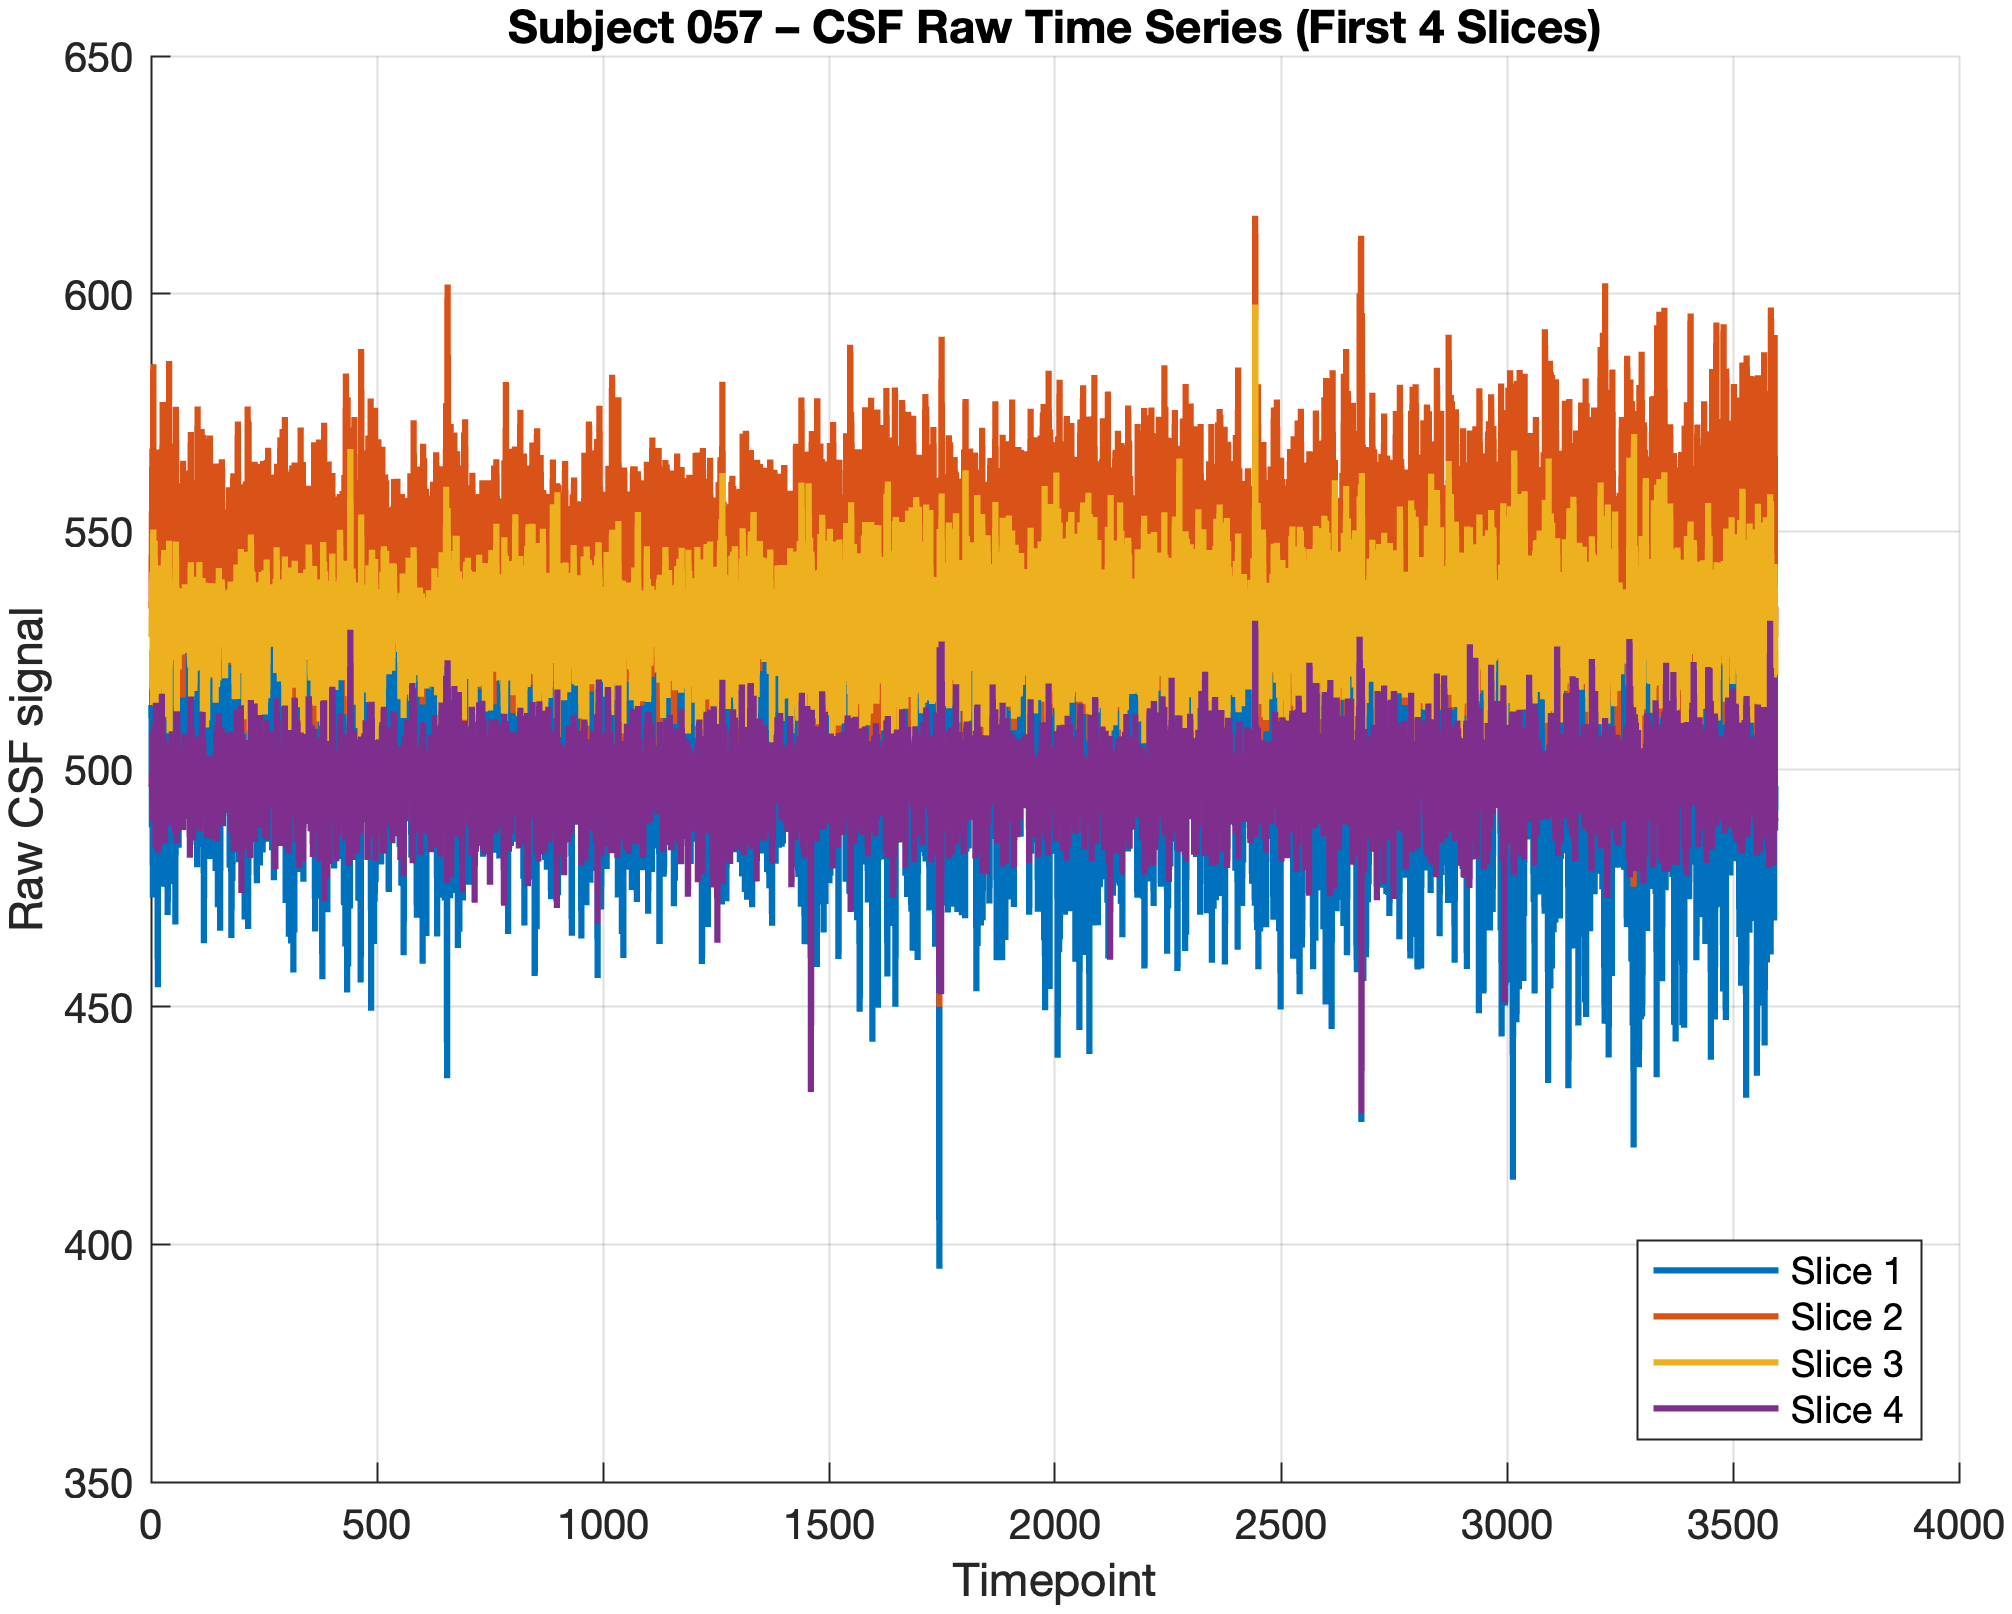 Subject 057 – CSF Raw Time Series (First 4 Slices)
650
600
550
500
450
400
350
Raw CSF signal
0 500 1000 1500 2000 2500 3000 3500 4000
Timepoint
Slice 1
Slice 2
Slice 3
Slice 4